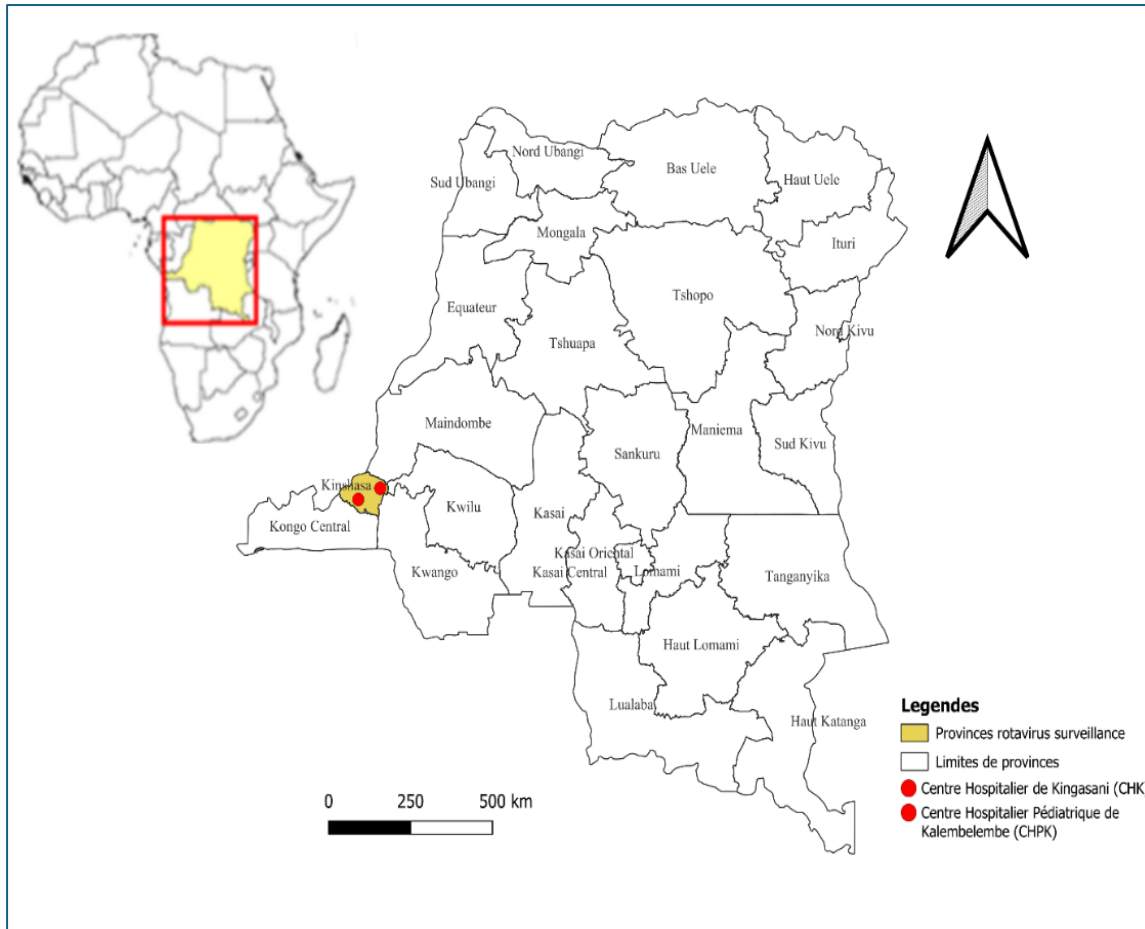 Nord Ubangi
Bas Uele
Haut Uele
Sud Ubangi
Mongala
Ituri
Equateur
Tshopo
Nord Kivu
Tshuapa
Maindombe
Maniema
Sud Kivu
Sankuru
Kinshasa
Kwilu
Kasai
Kongo Central
Kasai Oriental
Kwango
Kasai Central
Lomami
Tanganyika
Haut Lomami
Lualaba
Haut Katanga
Legendes
Provinces rotavirus surveillance
Limites de provinces
Centre Hospitalier de Kingasani (CHK)
Centre Hospitalier Pédiatrique de
Kalembelembe (CHPK)
0 250 500 km